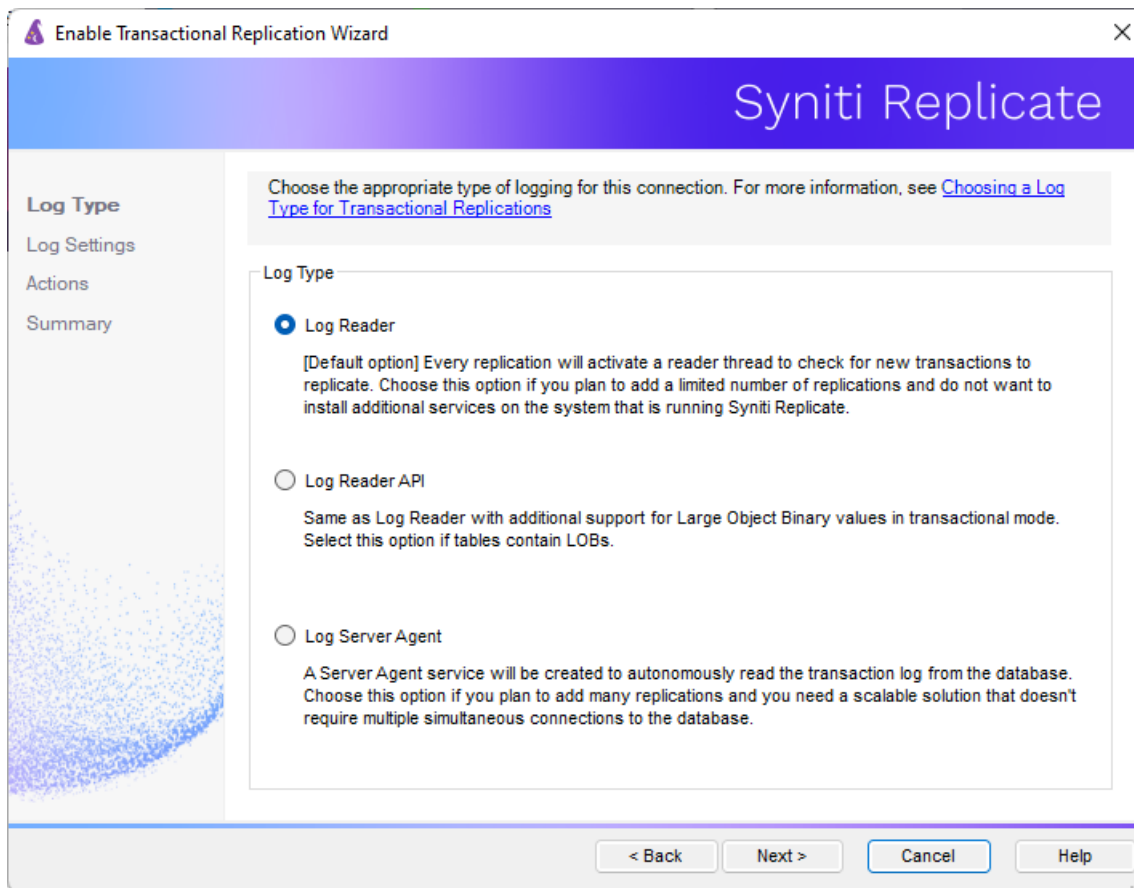 Enable Transactional Replication Wizard
Syniti Replicate
Log Type
Log Settings
Actions
Summary
Choose the appropriate type of logging for this connection. For more information, see Choosing a Log
Type for Transactional Replications
Log Type
Log Reader
[Default option] Every replication will activate a reader thread to check for new transactions to
replicate. Choose this option if you plan to add a limited number of replications and do not want to
install additional services on the system that is running Syniti Replicate.
Log Reader API
Same as Log Reader with additional support for Large Object Binary values in transactional mode.
Select this option if tables contain LOBs.
Log Server Agent
A Server Agent service will be created to autonomously read the transaction log from the database.
Choose this option if you plan to add many replications and you need a scalable solution that doesn't
require multiple simultaneous connections to the database.
< Back
Next >
Cancel
Help